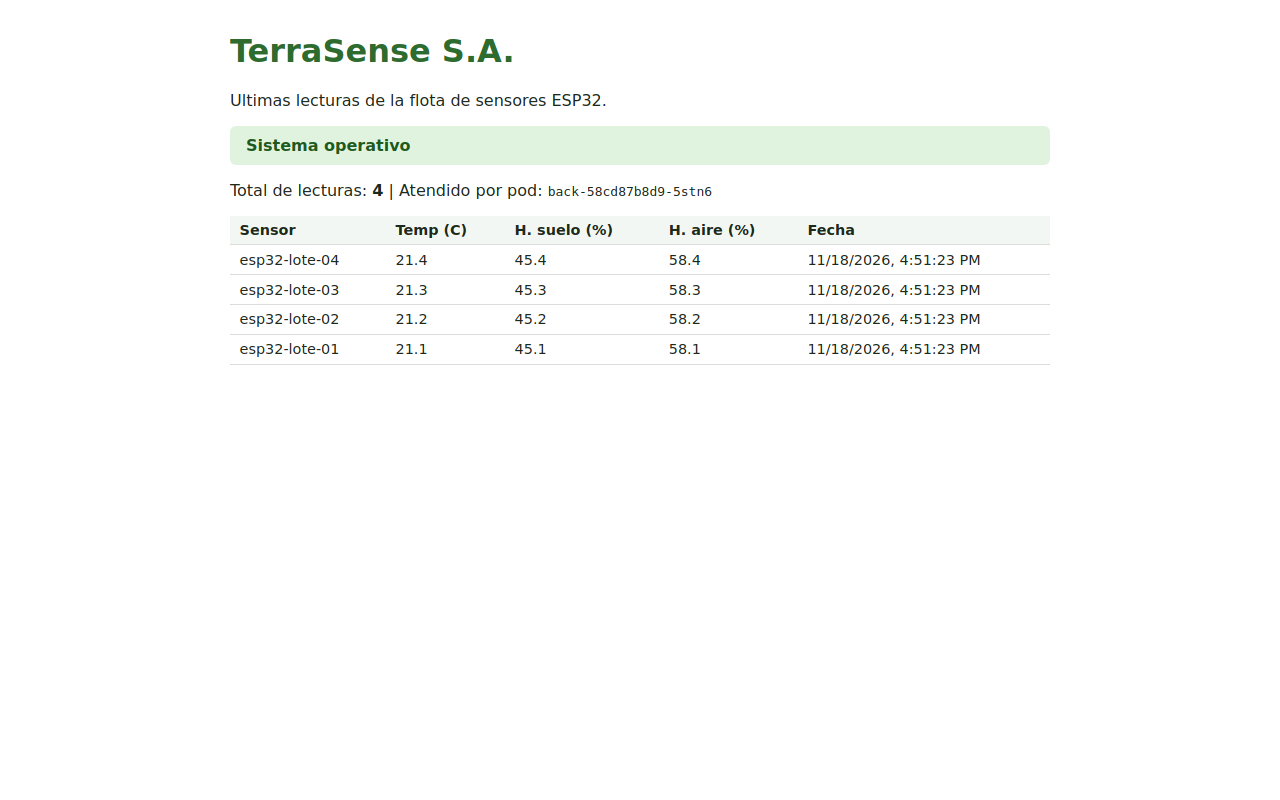 TerraSense S.A.
Ultimas lecturas de la flota de sensores ESP32.
Sistema operativo
Total de lecturas: 4 | Atendido por pod: back-58cd87b8d9-5stn6
Sensor Temp (C) H. suelo (%) H. aire (%) Fecha
esp32-lote-04 21.4 45.4 58.4 11/18/2026, 4:51:23 PM
esp32-lote-03 21.3 45.3 58.3 11/18/2026, 4:51:23 PM
esp32-lote-02 21.2 45.2 58.2 11/18/2026, 4:51:23 PM
esp32-lote-01 21.1 45.1 58.1 11/18/2026, 4:51:23 PM